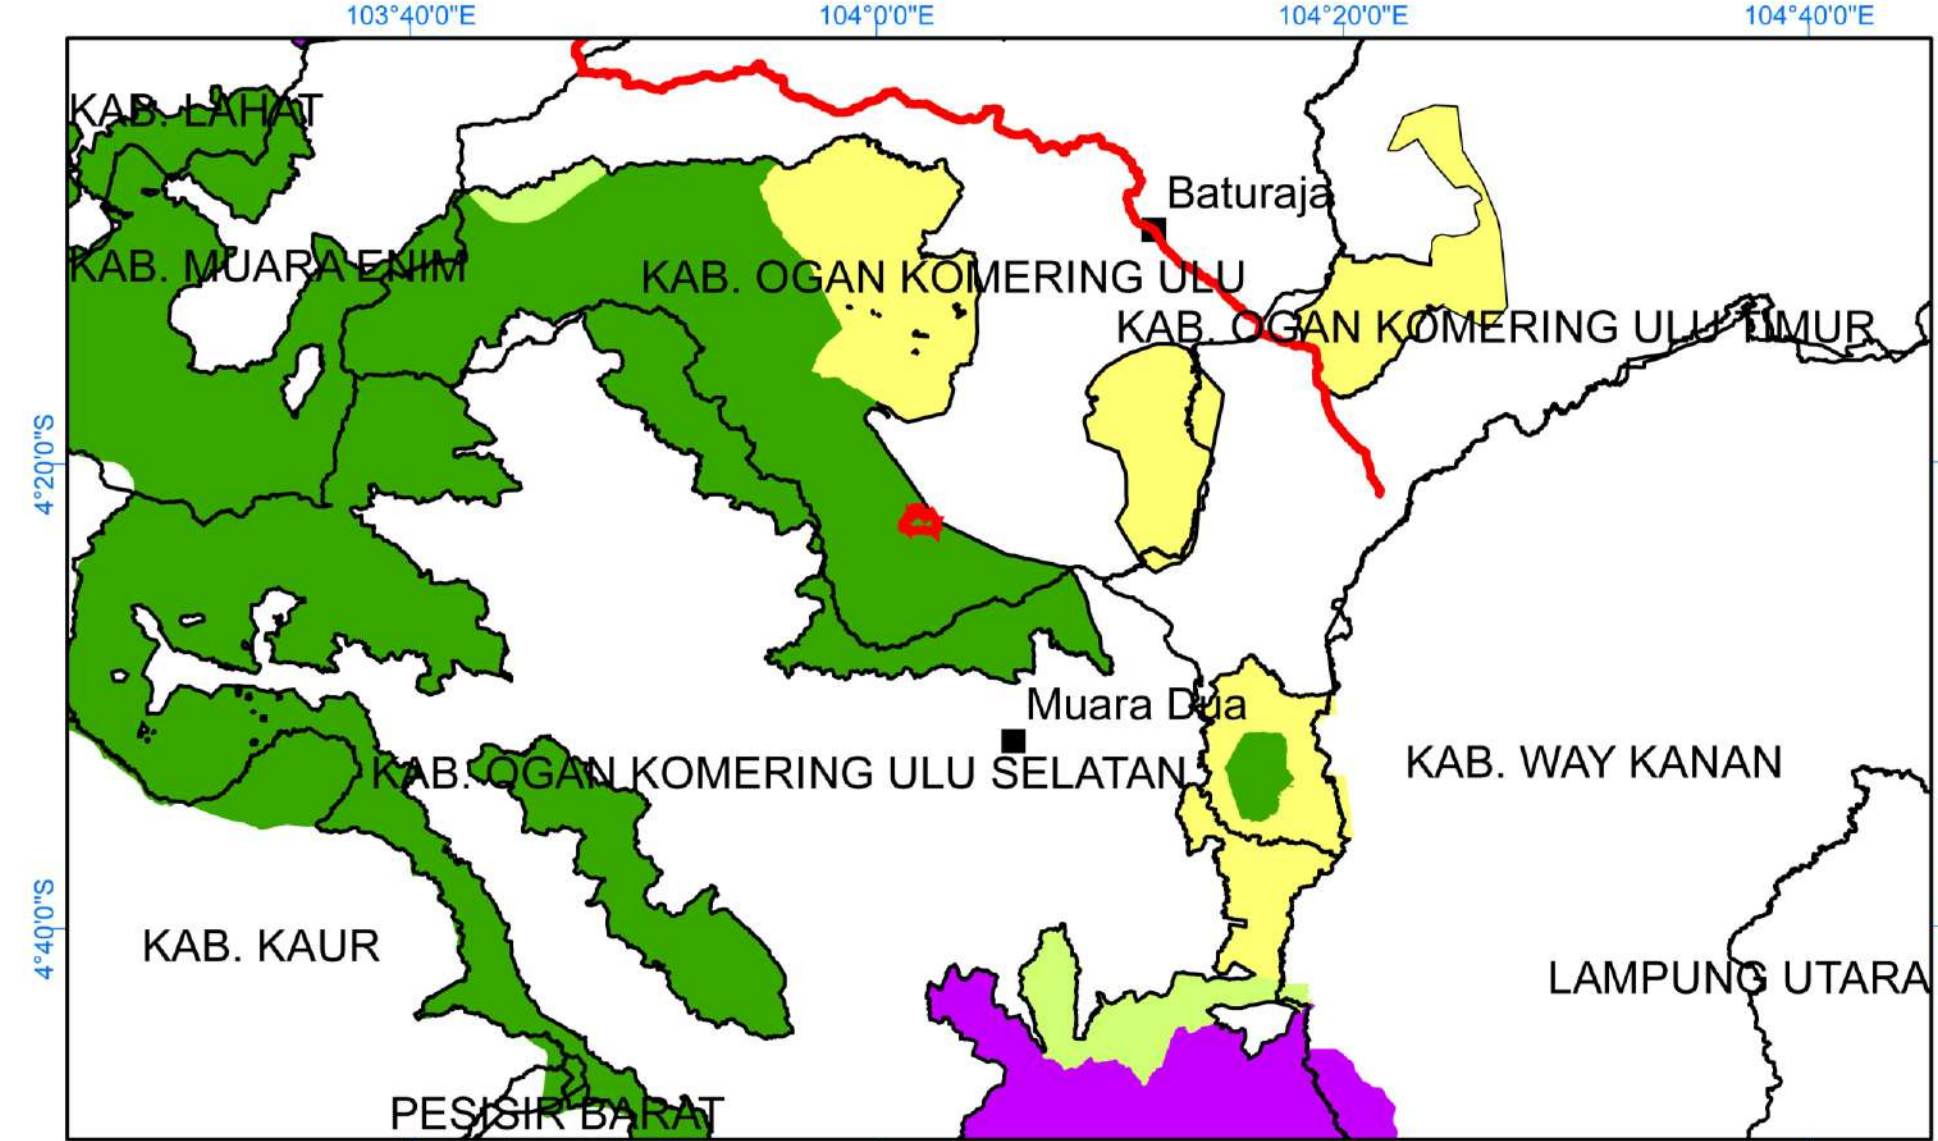 103°40'0"E
104°0'0"E
104°20'0"E
104°40'0"E
KAB. LAHAT
Baturaja
KAB. MUARA ENIM
KAB. OGAN KOMERING ULU
KAB. OGAN KOMERING ULU TIMUR
4°20'0"S
Muara Dua
KAB. OGAN KOMERING ULU SELATAN
KAB. WAY KANAN
4°40'0"S
KAB. KAUR
LAMPUNG UTARA
PESISIR BARAT